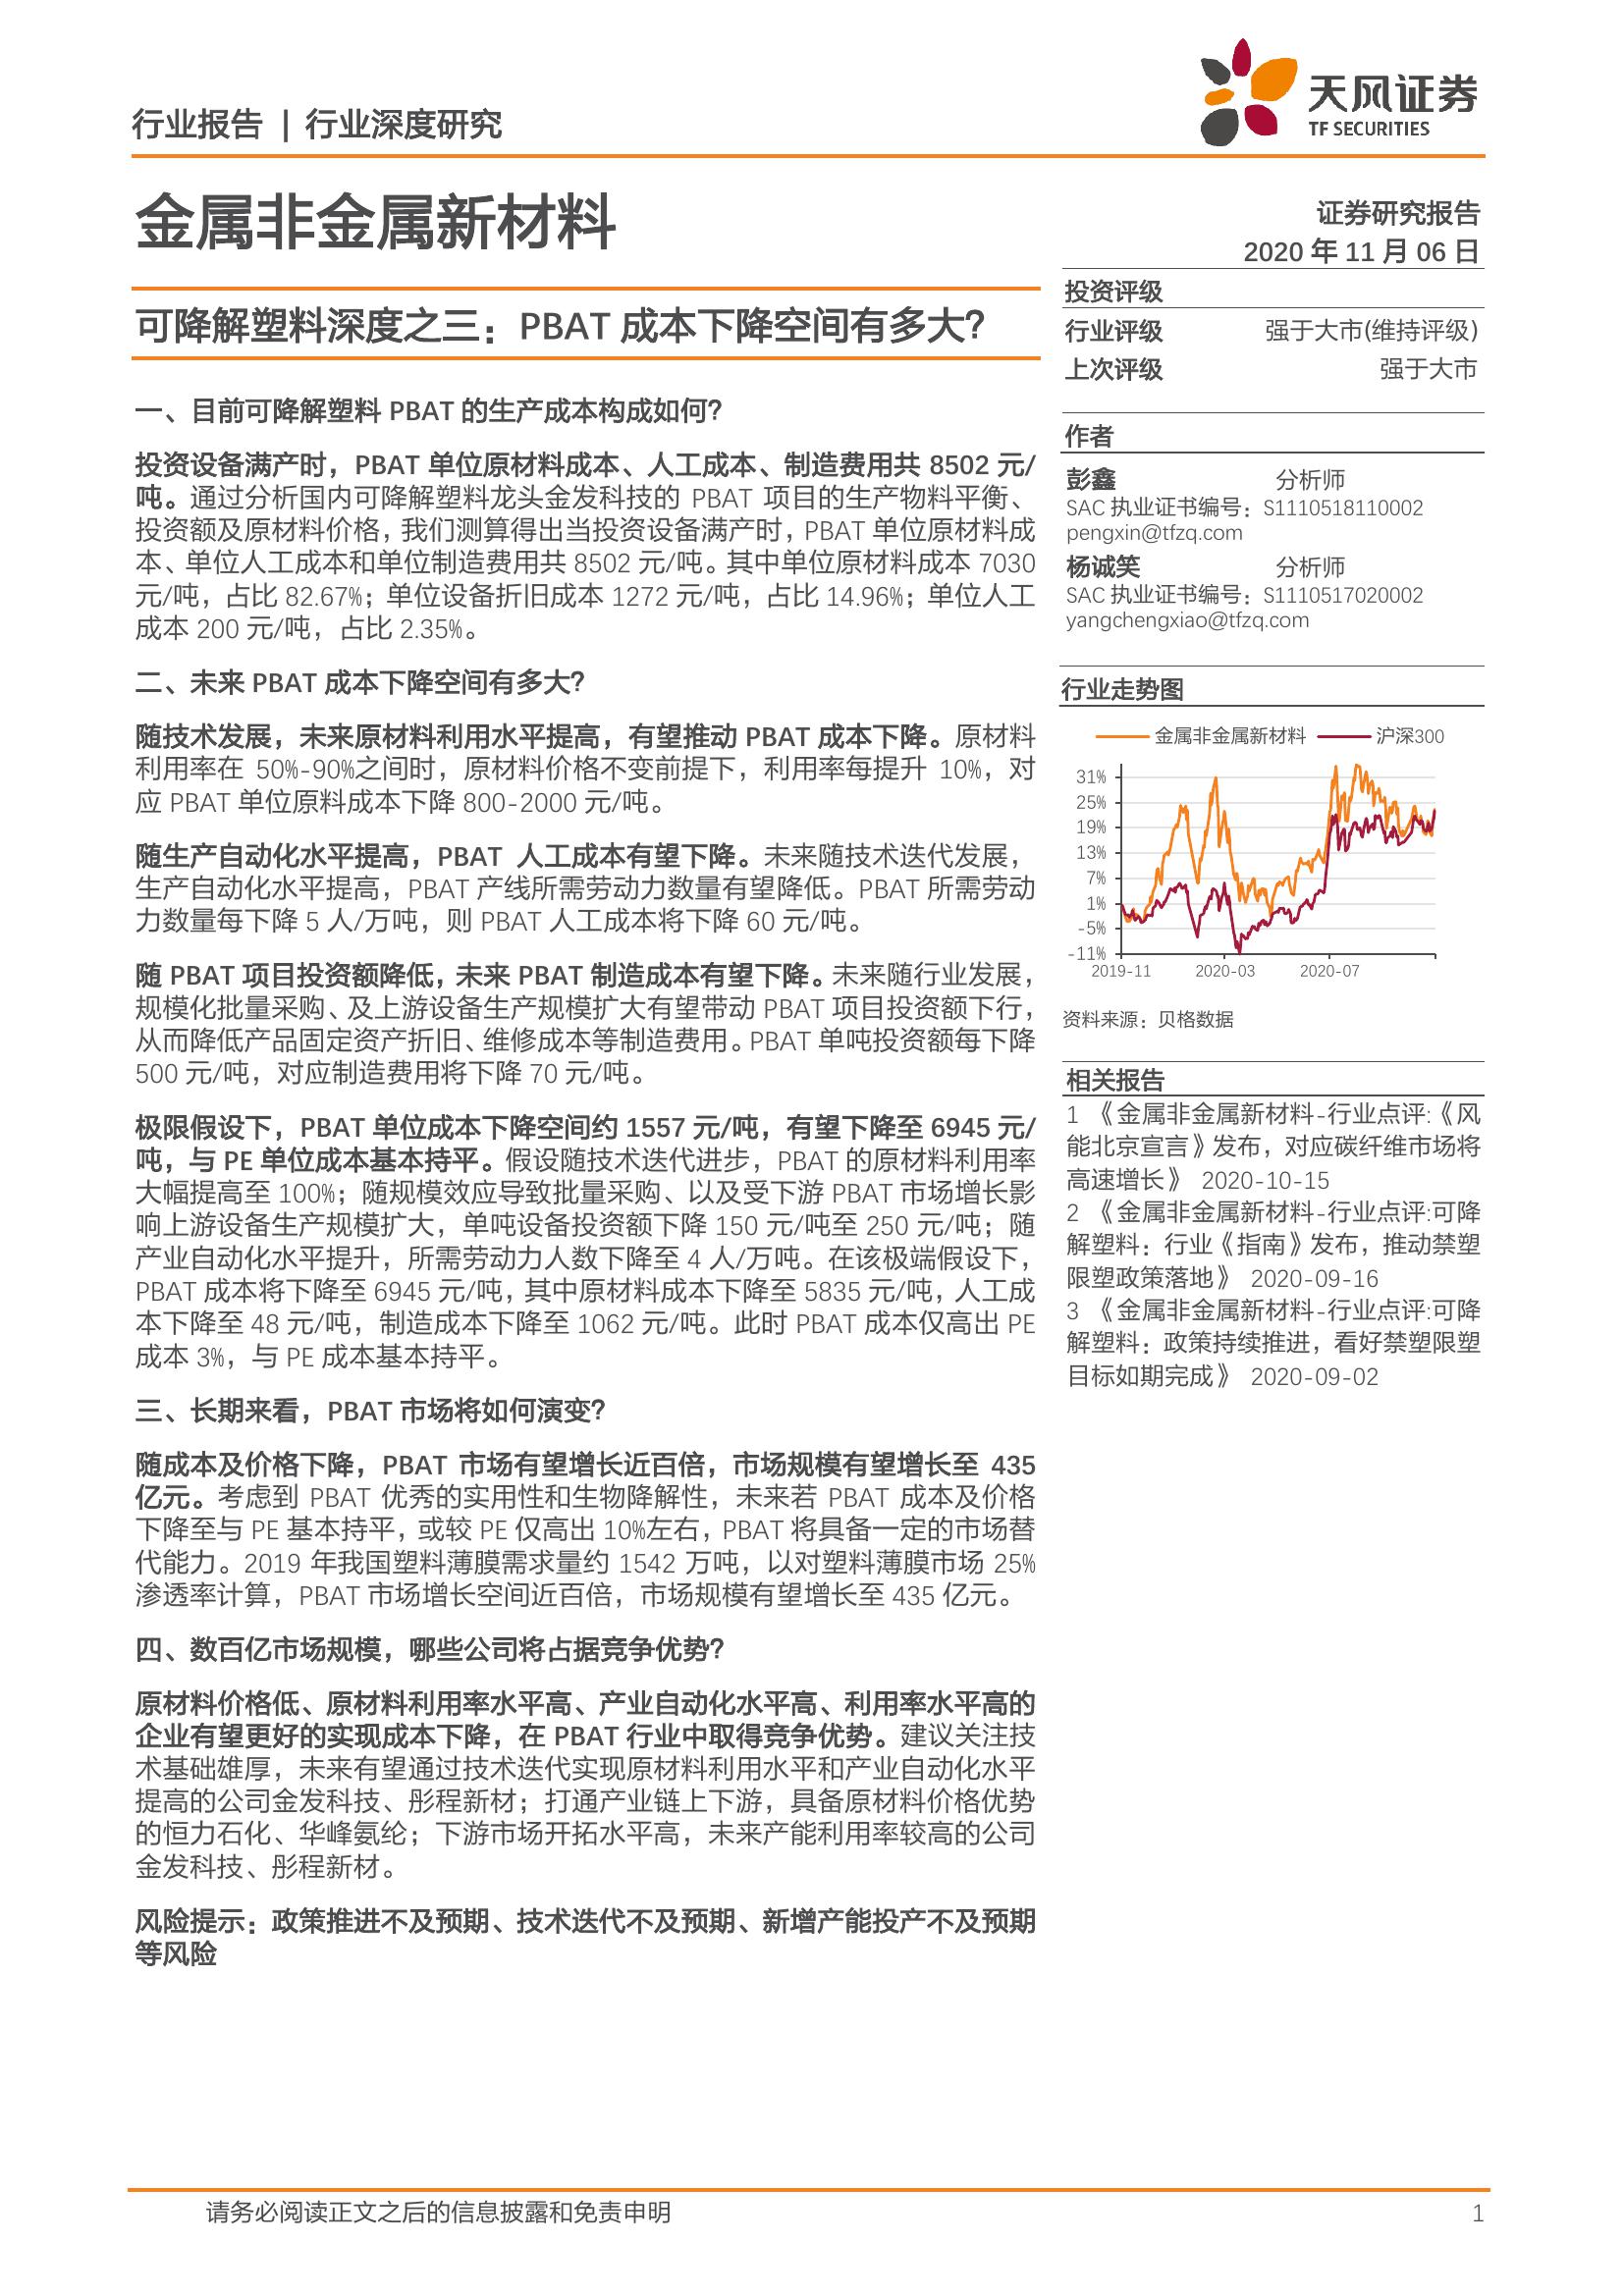 行业报告 | 行业深度研究
天风证券
TF SECURITIES
金属非金属新材料
可降解塑料深度之三：PBAT 成本下降空间有多大？
一、目前可降解塑料 PBAT 的生产成本构成如何？
投资设备满产时，PBAT 单位原材料成本、人工成本、制造费用共 8502 元/
吨。通过分析国内可降解塑料龙头金发科技的 PBAT 项目的生产物料平衡、
投资额及原材料价格，我们测算得出当投资设备满产时，PBAT 单位原材料成
本、单位人工成本和单位制造费用共 8502 元/吨。其中单位原材料成本 7030
元/吨，占比 82.67%；单位设备折旧成本 1272 元/吨，占比 14.96%；单位人工
成本 200 元/吨，占比 2.35%。
二、未来 PBAT 成本下降空间有多大？
随技术发展，未来原材料利用水平提高，有望推动 PBAT 成本下降。原材料
利用率在 50%-90%之间时，原材料价格不变前提下，利用率每提升 10%，对
应 PBAT 单位原料成本下降 800-2000 元/吨。
随生产自动化水平提高，PBAT 人工成本有望下降。未来随技术迭代发展，
生产自动化水平提高，PBAT 产线所需劳动力数量有望降低。PBAT 所需劳动
力数量每下降 5 人/万吨，则 PBAT 人工成本将下降 60 元/吨。
随 PBAT 项目投资额降低，未来 PBAT 制造成本有望下降。未来随行业发展，
规模化批量采购、及上游设备生产规模扩大有望带动 PBAT 项目投资额下行，
从而降低产品固定资产折旧、维修成本等制造费用。PBAT 单吨投资额每下降
500 元/吨，对应制造费用将下降 70 元/吨。
极限假设下，PBAT 单位成本下降空间约 1557 元/吨，有望下降至 6945 元/
吨，与 PE 单位成本基本持平。假设随技术迭代进步，PBAT 的原材料利用率
大幅提高至 100%；随规模效应导致批量采购、以及受下游 PBAT 市场增长影
响上游设备生产规模扩大，单吨设备投资额下降 150 元/吨至 250 元/吨；随
产业自动化水平提升，所需劳动力人数下降至 4 人/万吨。在该极端假设下，
PBAT 成本将下降至 6945 元/吨，其中原材料成本下降至 5835 元/吨，人工成
本下降至 48 元/吨，制造成本下降至 1062 元/吨。此时 PBAT 成本仅高出 PE
成本 3%，与 PE 成本基本持平。
三、长期来看，PBAT 市场将如何演变？
随成本及价格下降，PBAT 市场有望增长近百倍，市场规模有望增长至 435
亿元。考虑到 PBAT 优秀的实用性和生物降解性，未来若 PBAT 成本及价格
下降至与 PE 基本持平，或较 PE 仅高出 10%左右，PBAT 将具备一定的市场替
代能力。2019 年我国塑料薄膜需求量约 1542 万吨，以对塑料薄膜市场 25%
渗透率计算，PBAT 市场增长空间近百倍，市场规模有望增长至 435 亿元。
四、数百亿市场规模，哪些公司将占据竞争优势？
原材料价格低、原材料利用率水平高、产业自动化水平高、利用率水平高的
企业有望更好的实现成本下降，在 PBAT 行业中取得竞争优势。建议关注技
术基础雄厚，未来有望通过技术迭代实现原材料利用水平和产业自动化水平
提高的公司金发科技、彤程新材；打通产业链上下游，具备原材料价格优势
的恒力石化、华峰氨纶；下游市场开拓水平高，未来产能利用率较高的公司
金发科技、彤程新材。
风险提示：政策推进不及预期、技术迭代不及预期、新增产能投产不及预期
等风险
证券研究报告
2020 年 11 月 06 日
投资评级
行业评级 强于大市(维持评级)
上次评级 强于大市
作者
彭鑫 分析师
SAC 执业证书编号：S1110518110002
pengxin@tfzq.com
杨诚笑 分析师
SAC 执业证书编号：S1110517020002
yangchengxiao@tfzq.com
行业走势图
金属非金属新材料 沪深300
31%
25%
19%
13%
7%
1%
-5%
-11%
2019-11 2020-03 2020-07
资料来源：贝格数据
相关报告
1 《金属非金属新材料-行业点评:《风
能北京宣言》发布，对应碳纤维市场将
高速增长》 2020-10-15
2 《金属非金属新材料-行业点评:可降
解塑料：行业《指南》发布，推动禁塑
限塑政策落地》 2020-09-16
3 《金属非金属新材料-行业点评:可降
解塑料：政策持续推进，看好禁塑限塑
目标如期完成》 2020-09-02
请务必阅读正文之后的信息披露和免责申明 1